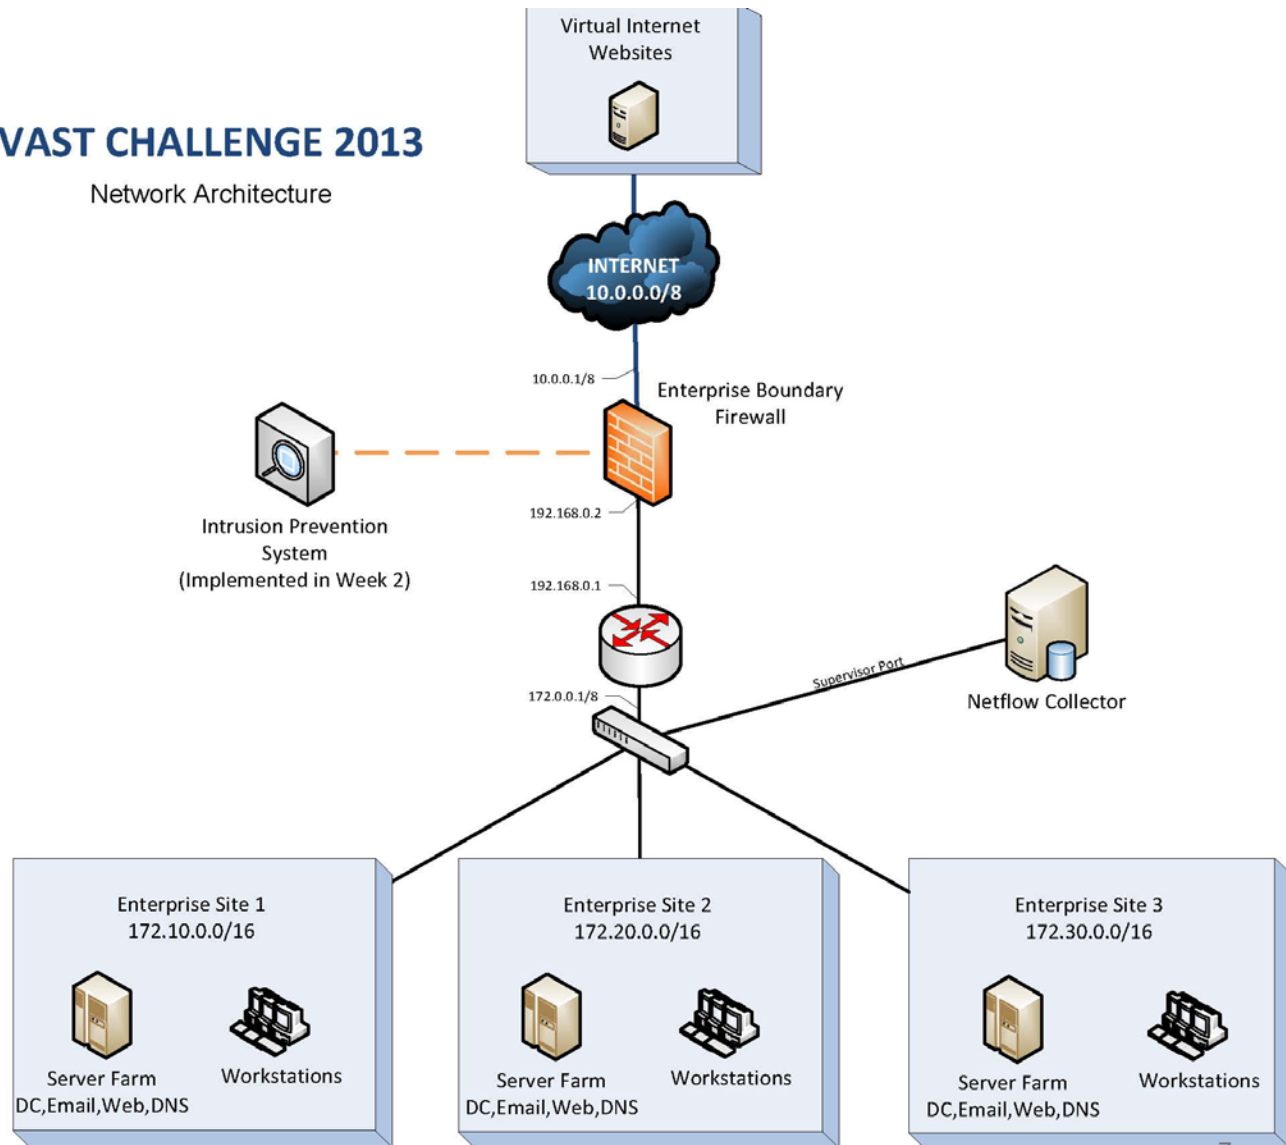 Virtual Internet
Websites
VAST CHALLENGE 2013
Network Architecture
INTERNET
10.0.0.0/8
10.0.0.1/8
Enterprise Boundary
Firewall
192.168.0.2
Intrusion Prevention
System
(Implemented in Week 2)
192.168.0.1
Supervisor Port
Netflow Collector
172.0.0.1/8
Enterprise Site 1
172.10.0.0/16
Server Farm
DC,Email,Web,DNS
Workstations
Enterprise Site 2
172.20.0.0/16
Server Farm
DC,Email,Web,DNS
Workstations
Enterprise Site 3
172.30.0.0/16
Server Farm
DC,Email,Web,DNS
Workstations